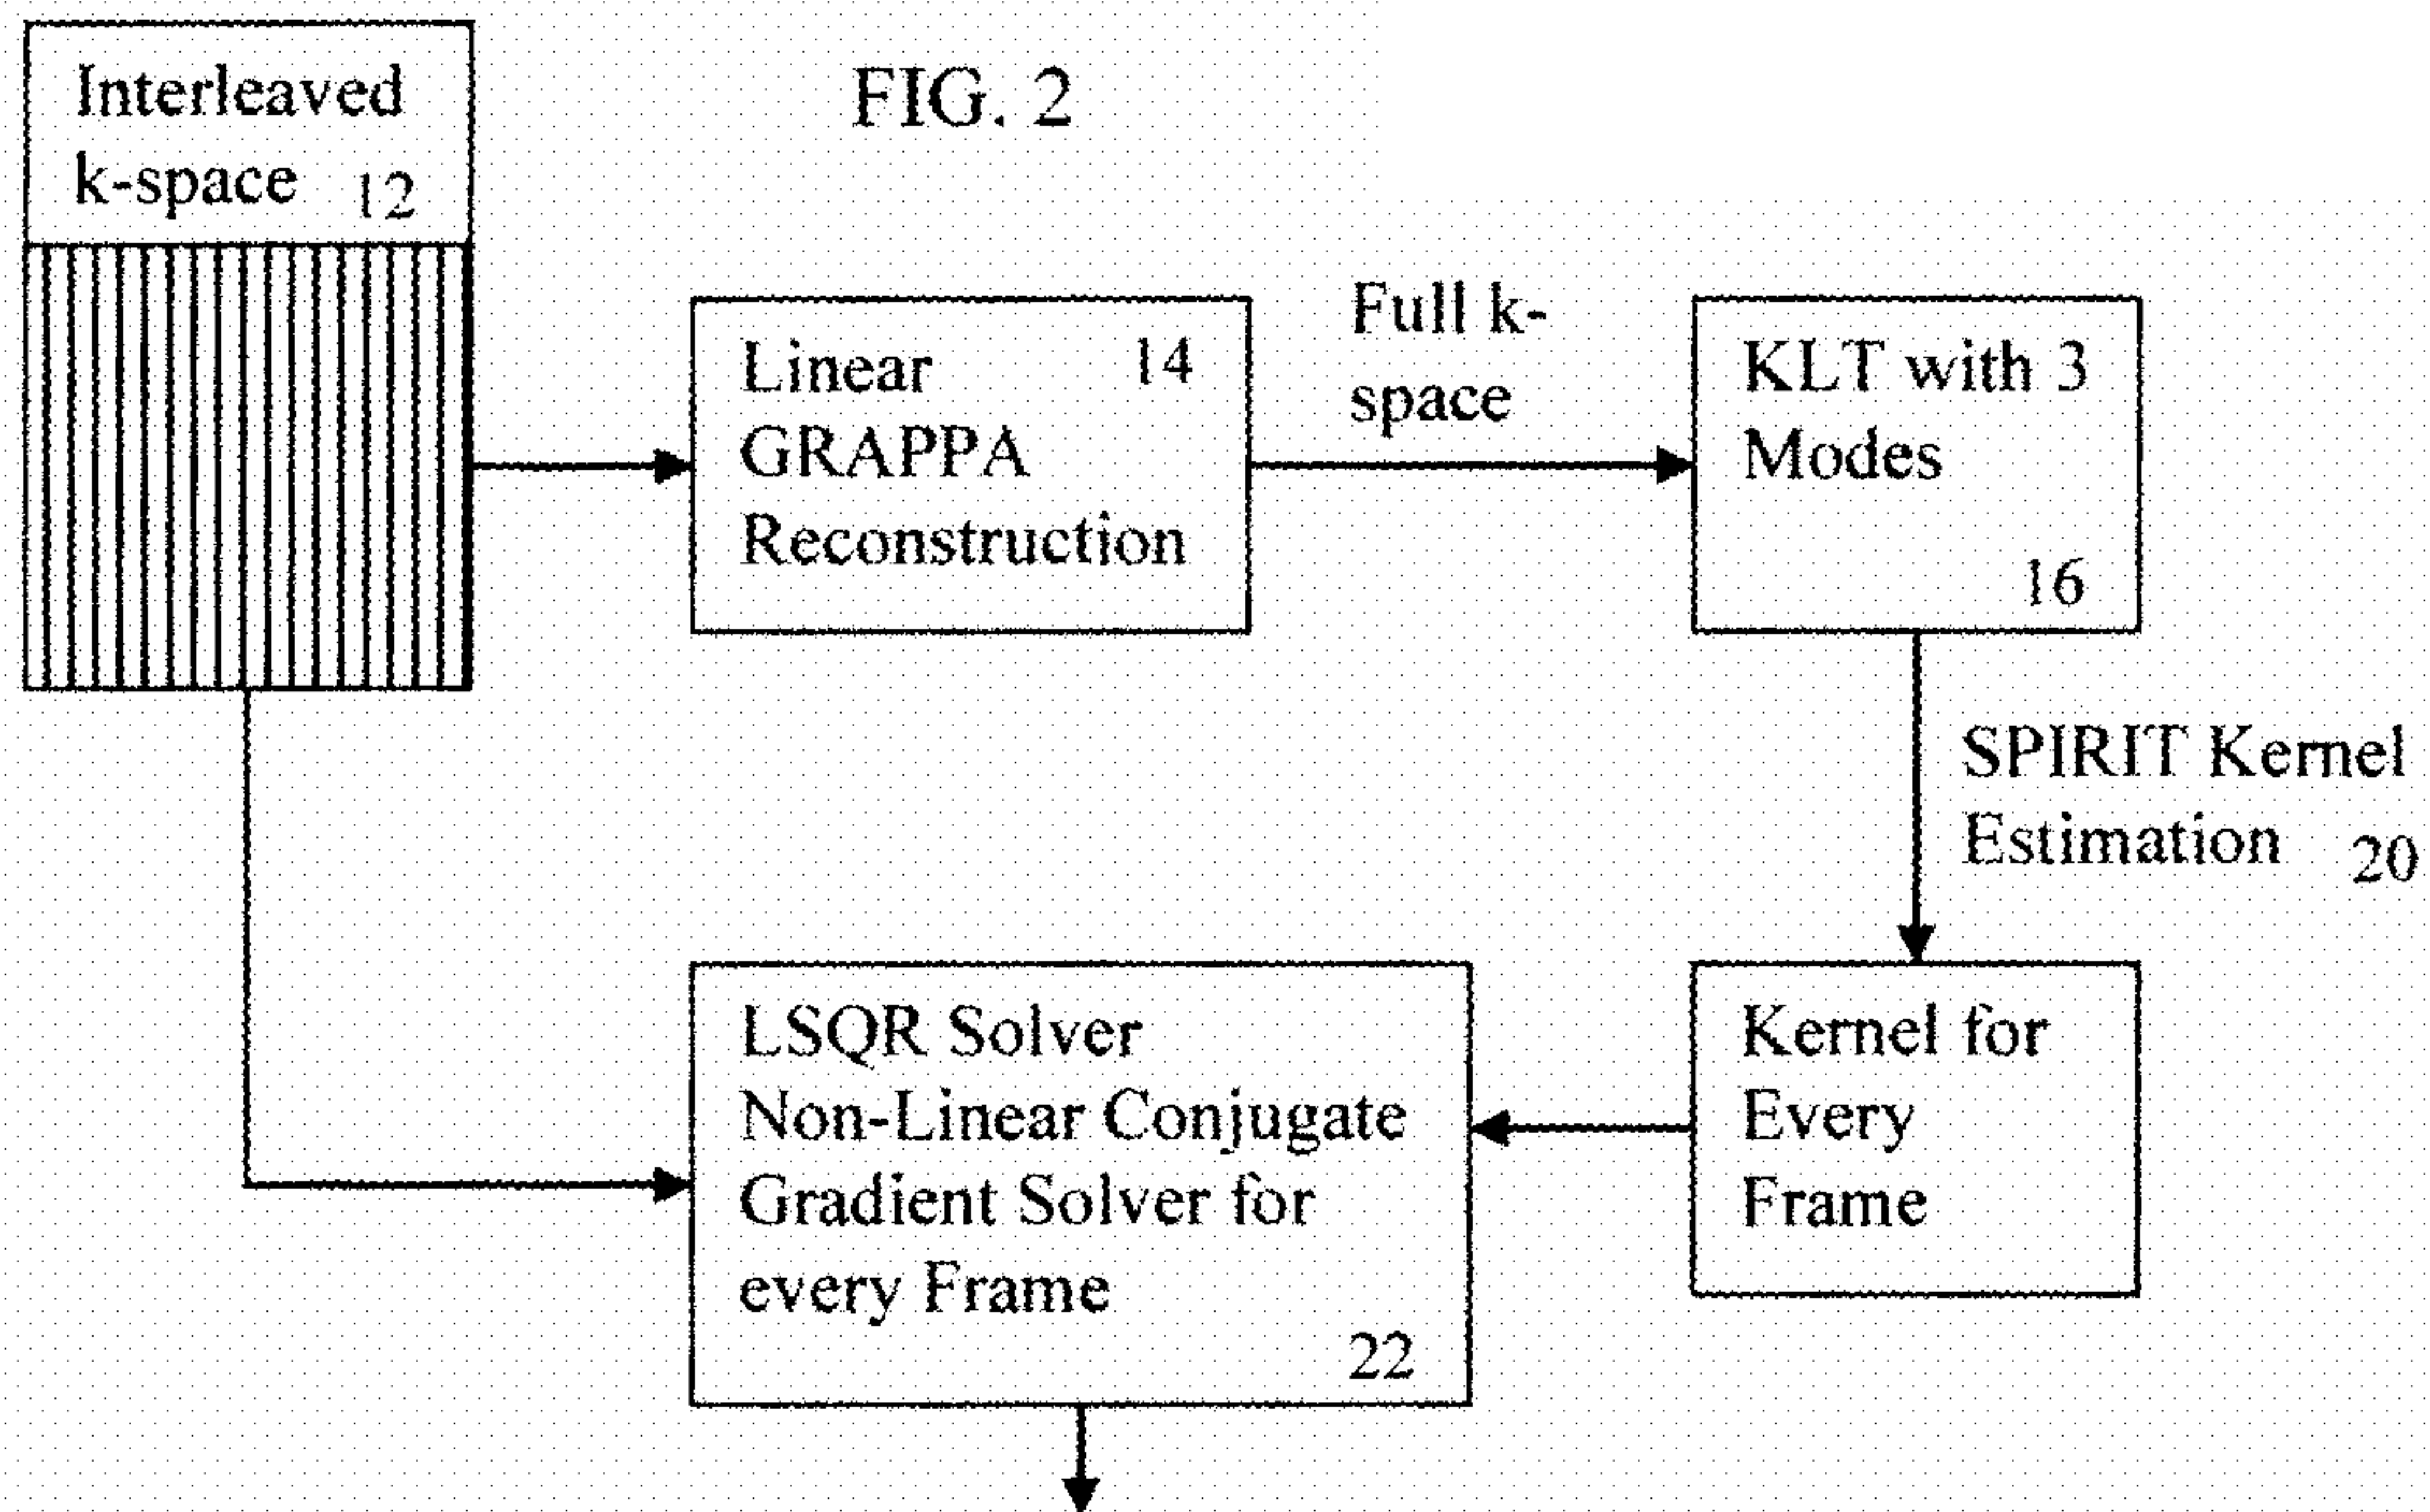 Interleaved
k-space 12
FIG. 2
Linear 14
GRAPPA
Reconstruction
Full k-
space
KLT with 3
Modes
16
SPIRIT Kernel
Estimation 20
LSQR Solver
Non-Linear Conjugate
Gradient Solver for
every Frame
22
Kernel for
Every
Frame